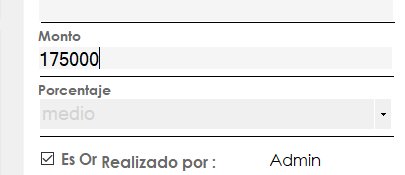 Monto
175000
Porcentaje
medio
Es Or Realizado por : Admin